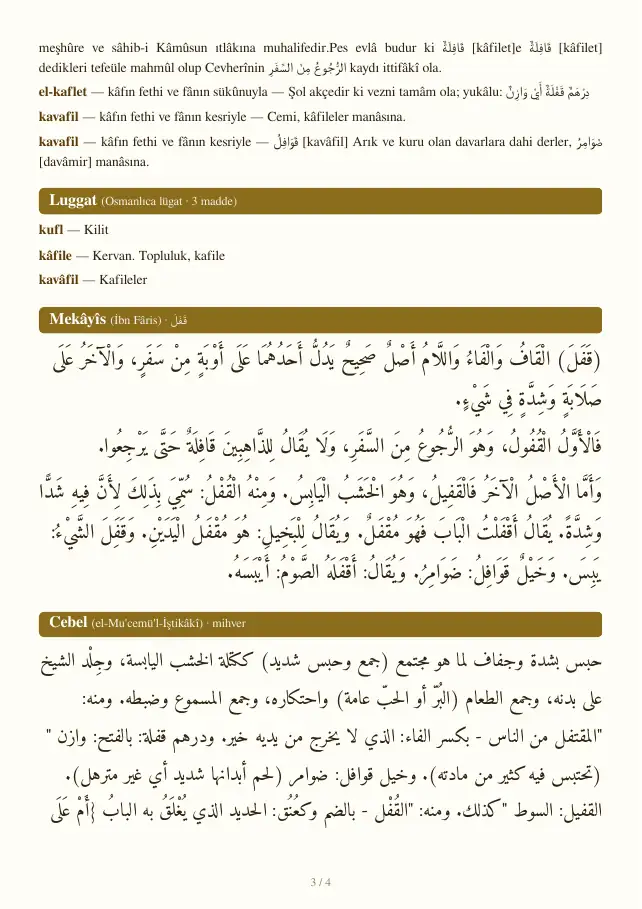 meşhûre ve sâhib-i Kâmûsun ıtlâkına muhalifedir.Pes evlâ budur ki قَافِلَةٌ [kâfilet]e قَافِلَةٌ [kâfilet]
dedikleri tefeüle mahmûl olup Cevherînin الرُّجُوعُ مِنَ السَّفَرِ kaydı ittifâkî ola.
el-kaflet — kâfın fethi ve fânın sükûnuyla — Şol akçedir ki vezni tamâm ola; yukâlu: دِرْهَمٌ قَفْلَةٌ أَيْ وَازِنٌ
kavafil — kâfın fethi ve fânın kesriyle — Cemi, kâfileler manâsına.
kavafil — kâfın fethi ve fânın kesriyle — قَوَافِلُ [kavâfil] Arık ve kuru olan davarlara dahi derler, ضَوَامِرُ
[davâmir] manâsına.
Luggat (Osmanlıca lügat · 3 madde)
kufl — Kilit
kâfile — Kervan. Topluluk, kafile
kavâfil — Kafileler
Mekâyîs (İbn Fâris) · قَفَلَ
(قَفَلَ) الْقَافُ وَالْفَاءُ وَاللَّامُ أَصْلٌ صَحِيحٌ يَدُلُّ أَحَدُهُمَا عَلَى أَوْبَةٍ مِنْ سَفَرٍ، وَالْآخَرُ عَلَى
صَلَابَةٍ وَشِدَّةٍ فِي شَيْءٍ.
فَالْأَوَّلُ الْقُفُولُ، وَهُوَ الرُّجُوعُ مِنَ السَّفَرِ، وَلَا يُقَالُ لِلذَّاهِبِينَ قَافِلَةٌ حَتَّى يَرْجِعُوا.
وَأَمَّا الْأَصْلُ الْآخَرُ فَالْقَفِيلُ، وَهُوَ الْخَشَبُ الْيَابِسُ. وَمِنْهُ الْقُفْلُ: سُمِّيَ بِذَلِكَ لِأَنَّ فِيهِ شَدًّا
وَشِدَّةً. يُقَالُ أَقْفَلْتُ الْبَابَ فَهُوَ مُقْفَلٌ. وَيُقَالُ لِلْبَخِيلِ: هُوَ مُقْفَلُ الْيَدَيْنِ. وَقَفَلَ الشَّيْءُ:
يَبِسَ. وَخَيْلٌ قَوَافِلُ: ضَوَامِرُ. وَيُقَالُ: أَقْفَلَهُ الصَّوْمُ: أَيْبَسَهُ.
Cebel (el-Mu'cemü'l-İştikâkî) · mihver
حبس بشدة وجفاف لما هو مجتمع (جمع وحبس شديد) ككتلة الخشب اليابسة، وجِلْد الشيخ
على بدنه، وجمع الطعام (البُرّ أو الحبّ عامة) واحتكاره، وجمع المسموع وضبطه. ومنه:
"المقتفل من الناس - بكسر الفاء: الذي لا يخرج من يديه خير. ودرهم قفلة: بالفتح: وازن "
(تحتبس فيه كثير من مادته). وخيل قوافل: ضوامر (لحم أبدانها شديد أي غير مترهل).
القفيل: السوط "كذلك. ومنه: "القُفْل - بالضم وكعُنُق: الحديد الذي يُغْلَقُ به البابُ {أَمْ عَلَى
3 / 4